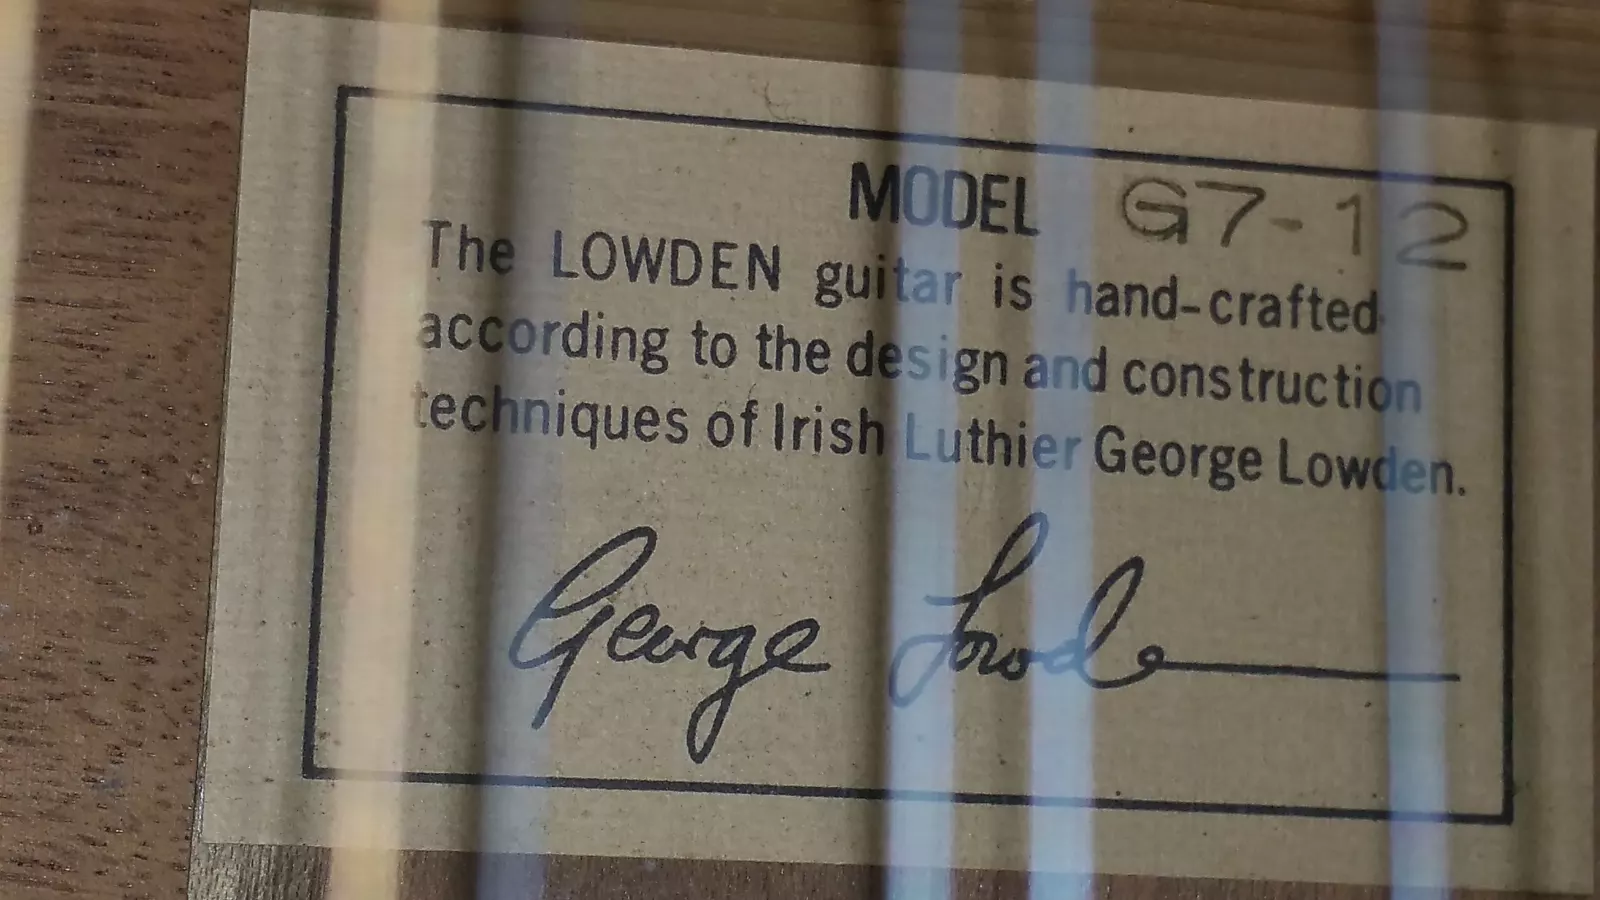 MODEL G7-12
The LOWDEN guitar is hand-crafted
according to the design and construction
techniques of Irish Luthier George Lowden.
George Lowden